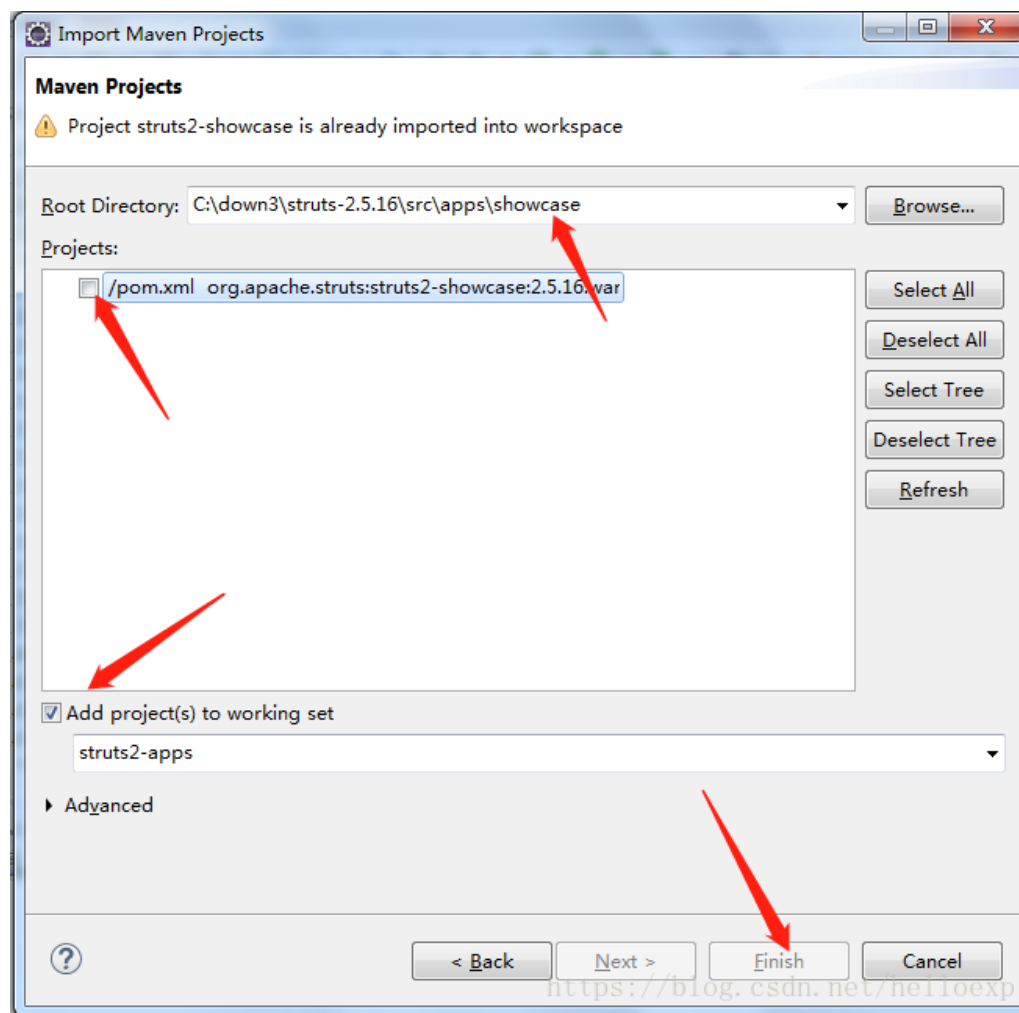 Import Maven Projects
Maven Projects
Project struts2-showcase is already imported into workspace
Root Directory: C:\down3\struts-2.5.16\src\apps\showcase Browse...
Projects:
/pom.xml org.apache.struts:struts2-showcase:2.5.16:war
Select All
Deselect All
Select Tree
Deselect Tree
Refresh
Add project(s) to working set
struts2-apps
Advanced
< Back Next > Finish Cancel
https://blog.csdn.net/helloexp